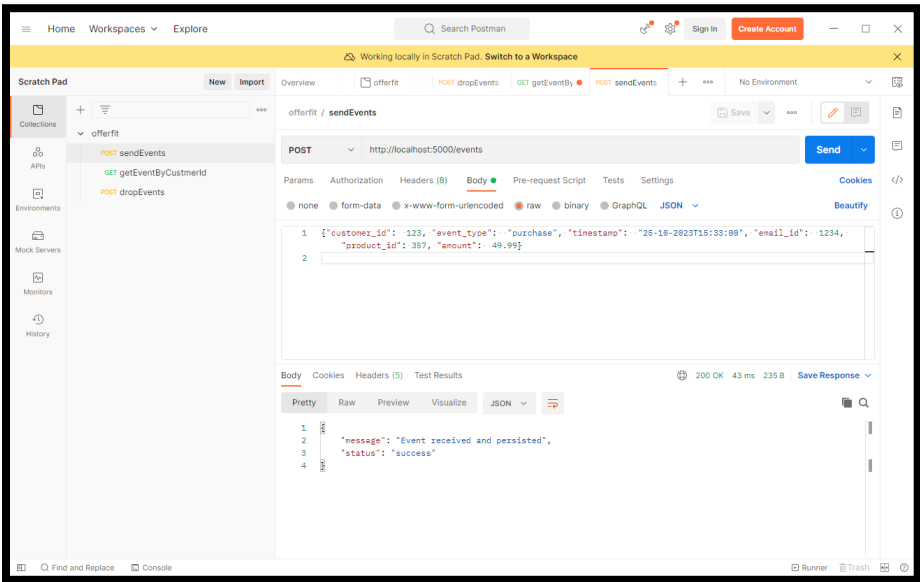 Home Workspaces Explore Search Postman Sign In Create Account
Working locally in Scratch Pad. Switch to a Workspace
Scratch Pad New Import Overview offerfit POST dropEvents GET getEventBy POST sendEvents No Environment
Collections
APIs
Environments
Mock Servers
Monitors
History
offerfit
POST sendEvents
GET getEventByCustmerId
POST dropEvents
offerfit / sendEvents Save
POST http://localhost:5000/events Send
Params Authorization Headers (8) Body Pre-request Script Tests Settings Cookies
none form-data x-www-form-urlencoded raw binary GraphQL JSON Beautify
1 {"customer_id": 123, "event_type": "purchase", "timestamp": "25-10-2023T15:33:00", "email_id": 1234,
"product_id": 357, "amount": 49.99}
2
Body Cookies Headers (5) Test Results 200 OK 43 ms 235 B Save Response
Pretty Raw Preview Visualize JSON
1 {
2 "message": "Event received and persisted",
3 "status": "success"
4 }
Find and Replace Console Runner Trash